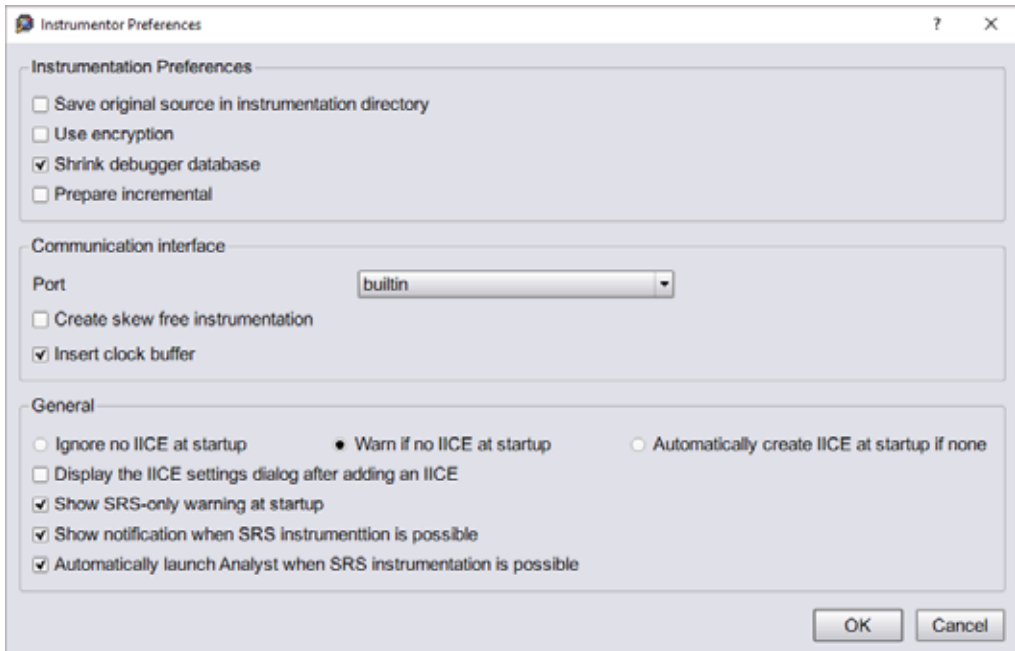 Instrumentor Preferences ? ×
Instrumentation Preferences
Save original source in instrumentation directory
Use encryption
Shrink debugger database
Prepare incremental
Communication interface
Port builtin
Create skew free instrumentation
Insert clock buffer
General
Ignore no IICE at startup Warn if no IICE at startup Automatically create IICE at startup if none
Display the IICE settings dialog after adding an IICE
Show SRS-only warning at startup
Show notification when SRS instrumenttion is possible
Automatically launch Analyst when SRS instrumentation is possible
OK Cancel